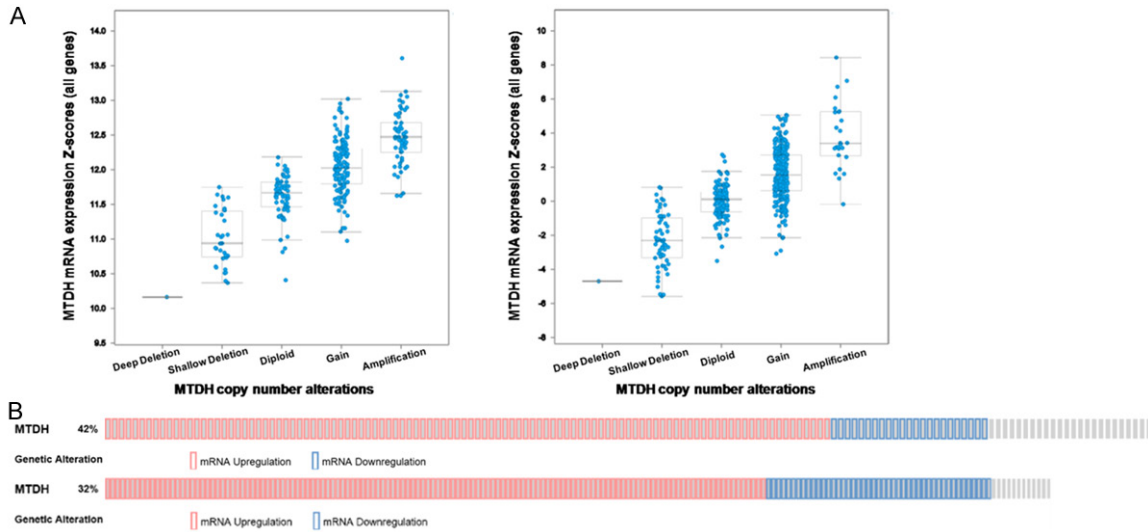 A
MTDH mRNA expression Z-scores (all genes)
14.0
13.5
13.0
12.5
12.0
11.5
11.0
10.5
10.0
9.5
Deep Deletion
Shallow Deletion
Diploid
Gain
Amplification
MTDH copy number alterations
MTDH mRNA expression Z-scores (all genes)
10
8
6
4
2
0
-2
-4
-6
-8
Deep Deletion
Shallow Deletion
Diploid
Gain
Amplification
MTDH copy number alterations
B
MTDH 42%
Genetic Alteration mRNA Upregulation mRNA Downregulation
MTDH 32%
Genetic Alteration mRNA Upregulation mRNA Downregulation